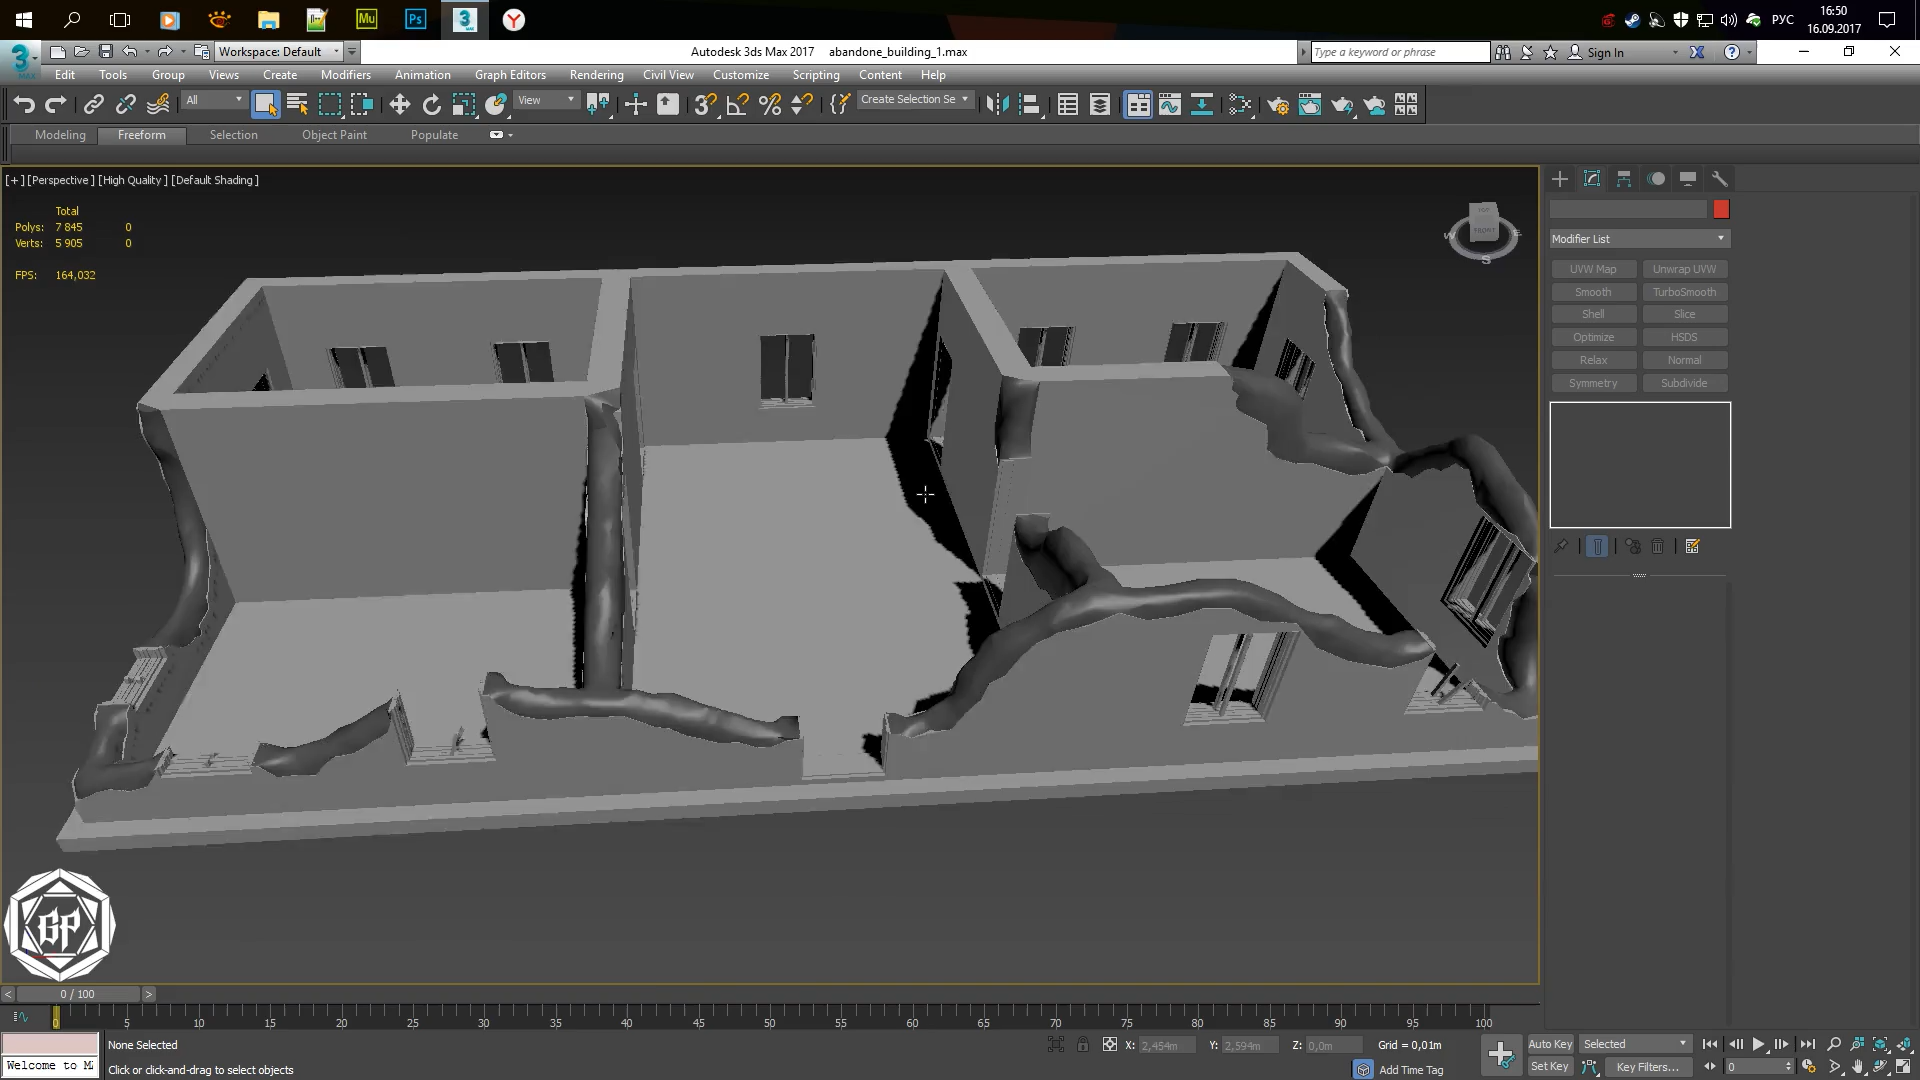 16:50
РУС
16.09.2017
Mu
Ps
3
Workspace: Default
Autodesk 3ds Max 2017 abandone_building_1.max
Type a keyword or phrase
Sign In
Edit Tools Group Views Create Modifiers Animation Graph Editors Rendering Civil View Customize Scripting Content Help
All
View
Create Selection Se
Modeling Freeform Selection Object Paint Populate
[+] [Perspective] [High Quality] [Default Shading]
Total
Polys: 7 845 0
Verts: 5 905 0
FPS: 164,032
FRONT
S
Modifier List
UVW Map Unwrap UVW
Smooth TurboSmooth
Shell Slice
Optimize HSDS
Relax Normal
Symmetry Subdivide
GP
0 / 100
0 5 10 15 20 25 30 35 40 45 50 55 60 65 70 75 80 85 90 95 100
None Selected
X: 2,454m Y: 2,594m Z: 0,0m Grid = 0,01m
Auto Key Selected
Welcome to M
Click or click-and-drag to select objects
Add Time Tag
Set Key Key Filters...
0